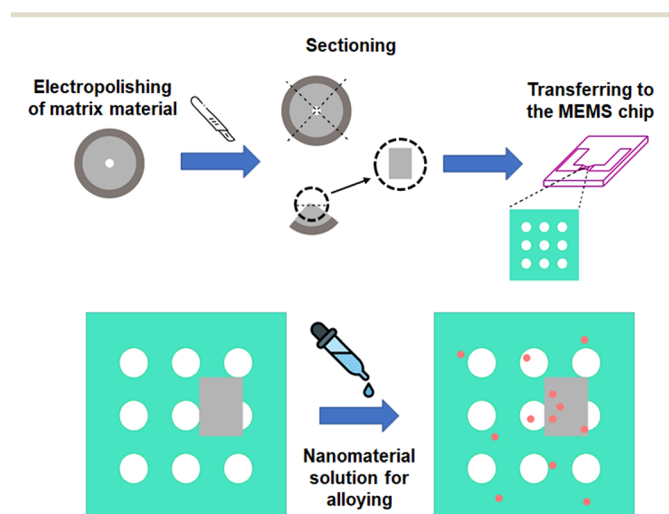 Sectioning
Electropolishing
of matrix material
Transferring to
the MEMS chip
Nanomaterial
solution for
alloying